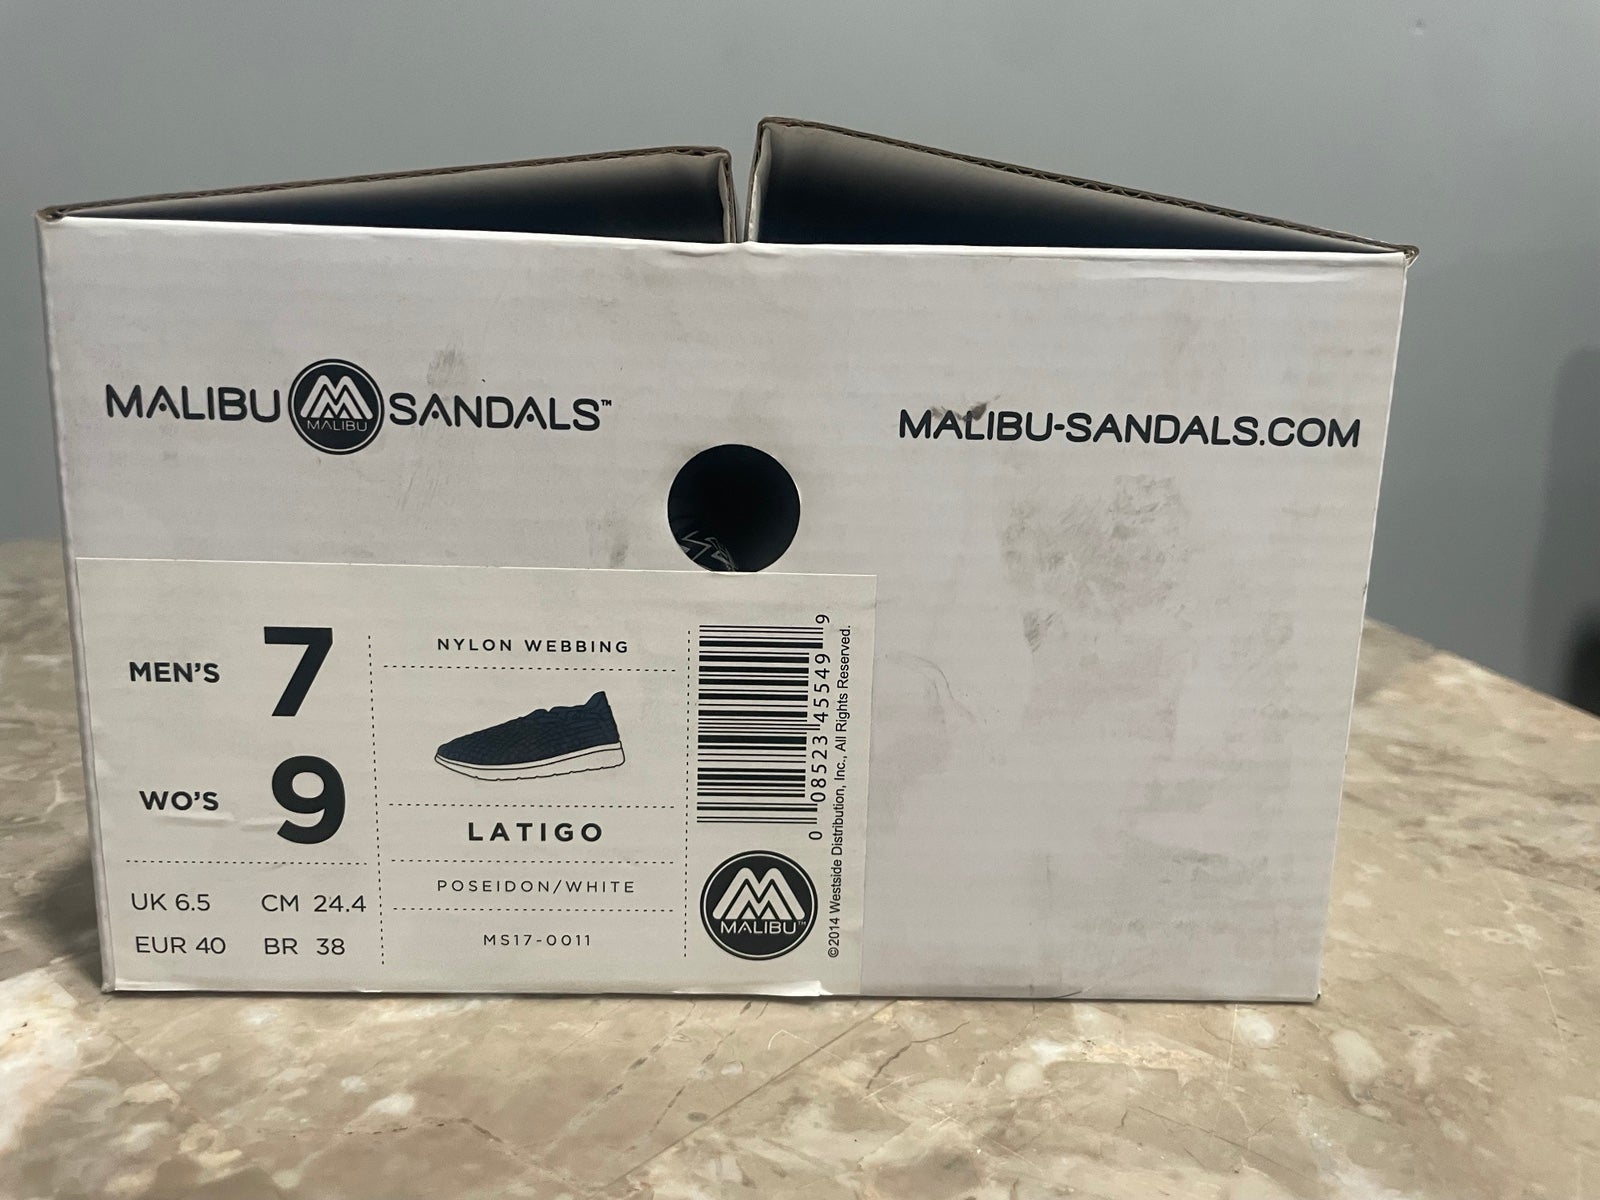 MALIBU MALIBU SANDALS™
MALIBU-SANDALS.COM
MEN'S 7
WO'S 9
UK 6.5 CM 24.4
EUR 40 BR 38
NYLON WEBBING
LATIGO
POSEIDON/WHITE
MS17-0011
0 08523 45549 9
MALIBU™
©2014 Westside Distribution, Inc., All Rights Reserved.